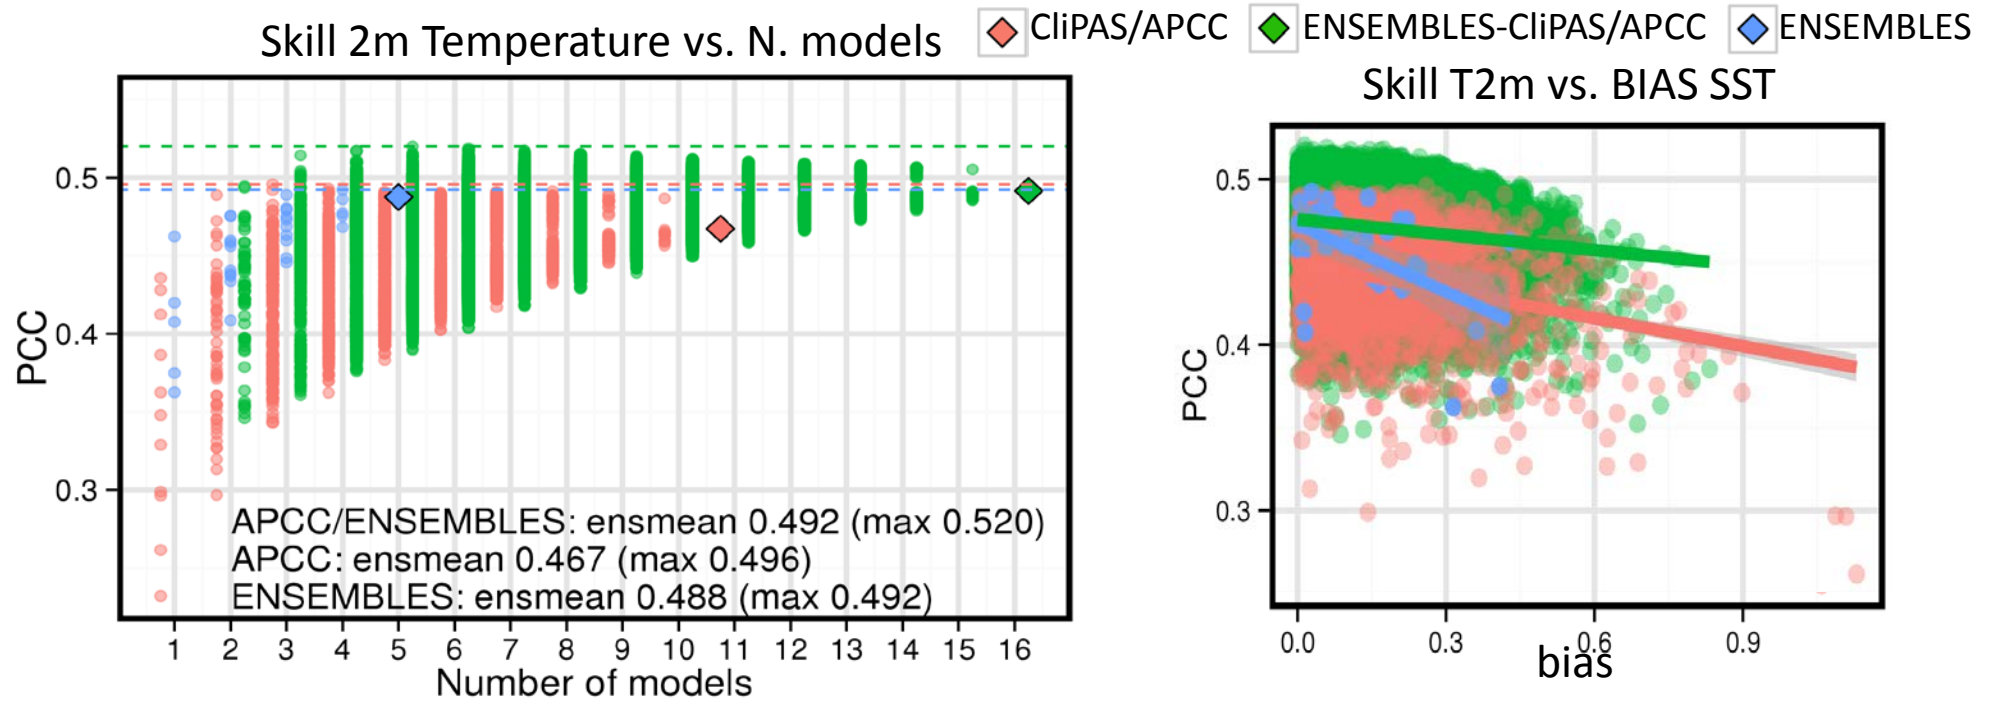 Skill 2m Temperature vs. N. models
CliPAS/APCC ENSEMBLES-CliPAS/APCC ENSEMBLES
Skill T2m vs. BIAS SST
PCC
0.5
0.4
0.3
APCC/ENSEMBLES: ensmean 0.492 (max 0.520)
APCC: ensmean 0.467 (max 0.496)
ENSEMBLES: ensmean 0.488 (max 0.492)
1 2 3 4 5 6 7 8 9 10 11 12 13 14 15 16
Number of models
PCC
0.5
0.4
0.3
0.0 0.3 0.6 0.9
bias